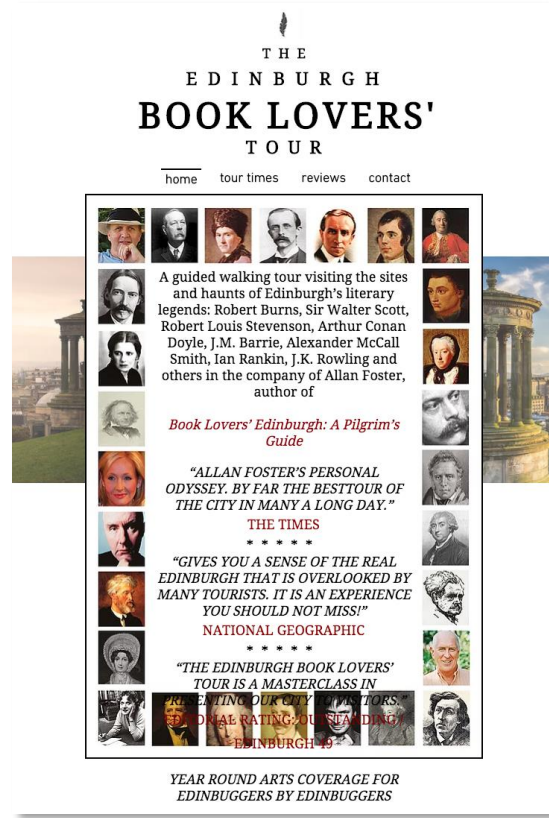 THE
EDINBURGH
BOOK LOVERS'
TOUR
home tour times reviews contact
A guided walking tour visiting the sites
and haunts of Edinburgh's literary
legends: Robert Burns, Sir Walter Scott,
Robert Louis Stevenson, Arthur Conan
Doyle, J.M. Barrie, Alexander McCall
Smith, Ian Rankin, J.K. Rowling and
others in the company of Allan Foster,
author of
Book Lovers' Edinburgh: A Pilgrim's
Guide
“ALLAN FOSTER'S PERSONAL
ODYSSEY. BY FAR THE BESTTOUR OF
THE CITY IN MANY A LONG DAY.”
THE TIMES
* * * * *
“GIVES YOU A SENSE OF THE REAL
EDINBURGH THAT IS OVERLOOKED BY
MANY TOURISTS. IT IS AN EXPERIENCE
YOU SHOULD NOT MISS!”
NATIONAL GEOGRAPHIC
* * * * *
“THE EDINBURGH BOOK LOVERS'
TOUR IS A MASTERCLASS IN
PRESENTING OUR CITY TO VISITORS.”
EDITORIAL RATING: OUTSTANDING /
EDINBURGH 49
YEAR ROUND ARTS COVERAGE FOR
EDINBUGGERS BY EDINBUGGERS